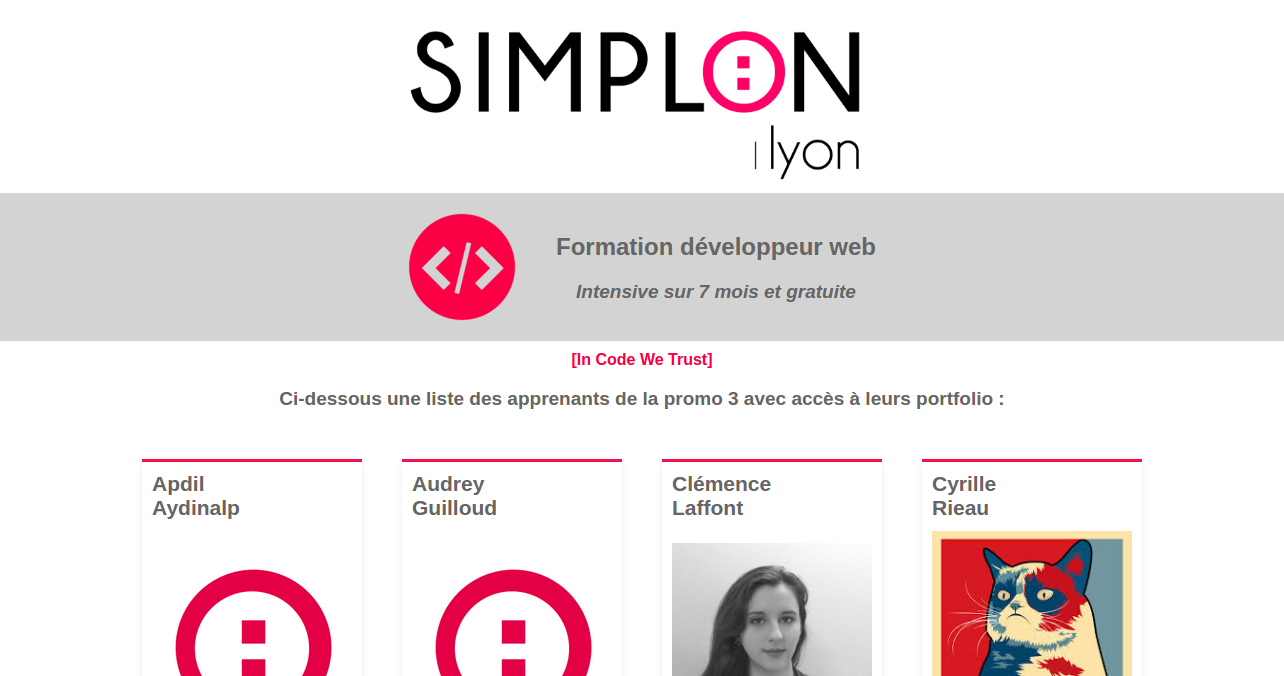 SIMPLON
lyon
</>
Formation développeur web
Intensive sur 7 mois et gratuite
[In Code We Trust]
Ci-dessous une liste des apprenants de la promo 3 avec accès à leurs portfolio :
Apdil
Aydinalp
Audrey
Guilloud
Clémence
Laffont
Cyrille
Rieau